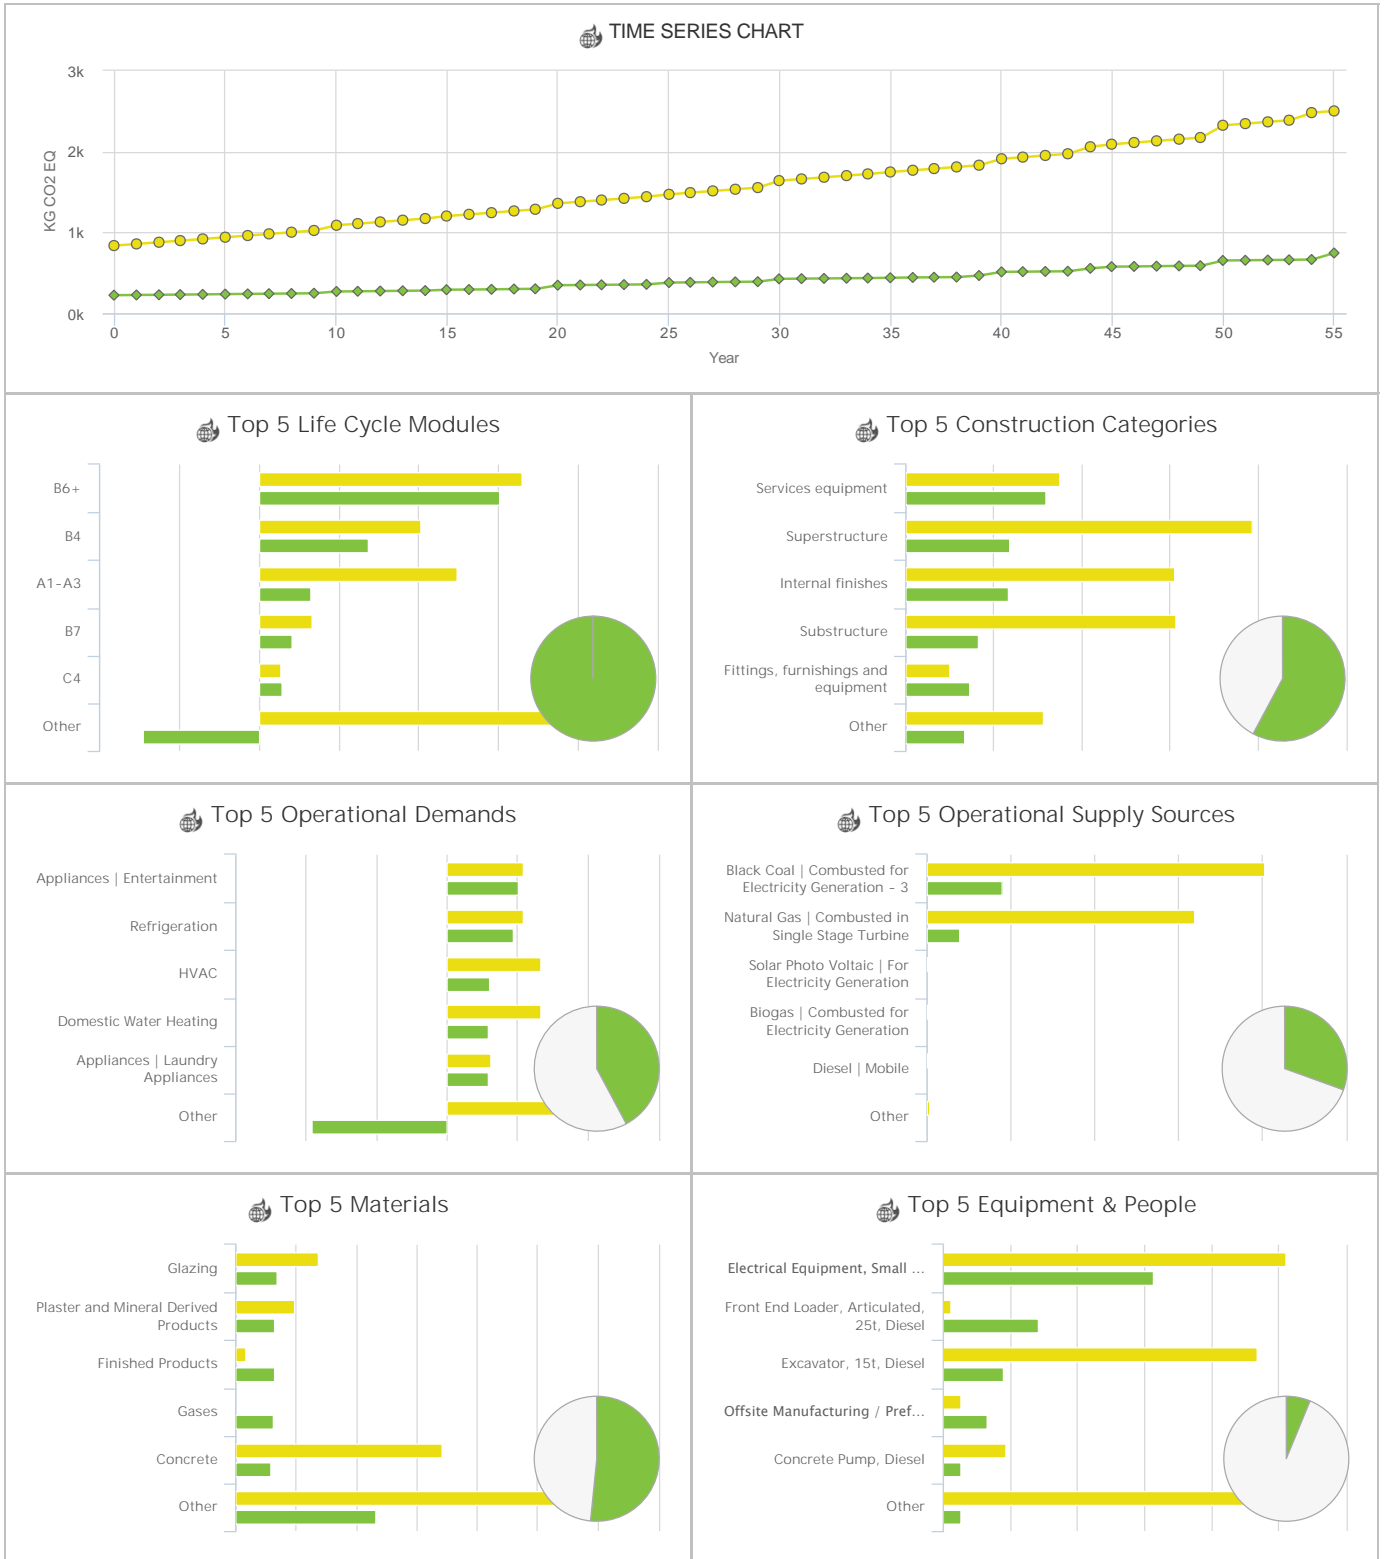 TIME SERIES CHART
3k
2k
1k
0k
KG CO2 EQ
0 5 10 15 20 25 30 35 40 45 50 55
Year
Top 5 Life Cycle Modules
B6+
B4
A1-A3
B7
C4
Other
Top 5 Construction Categories
Services equipment
Superstructure
Internal finishes
Substructure
Fittings, furnishings and
equipment
Other
Top 5 Operational Demands
Appliances | Entertainment
Refrigeration
HVAC
Domestic Water Heating
Appliances | Laundry
Appliances
Other
Top 5 Operational Supply Sources
Black Coal | Combusted for
Electricity Generation - 3
Natural Gas | Combusted in
Single Stage Turbine
Solar Photo Voltaic | For
Electricity Generation
Biogas | Combusted for
Electricity Generation
Diesel | Mobile
Other
Top 5 Materials
Glazing
Plaster and Mineral Derived
Products
Finished Products
Gases
Concrete
Other
Top 5 Equipment & People
Electrical Equipment, Small ...
Front End Loader, Articulated,
25t, Diesel
Excavator, 15t, Diesel
Offsite Manufacturing / Pref...
Concrete Pump, Diesel
Other